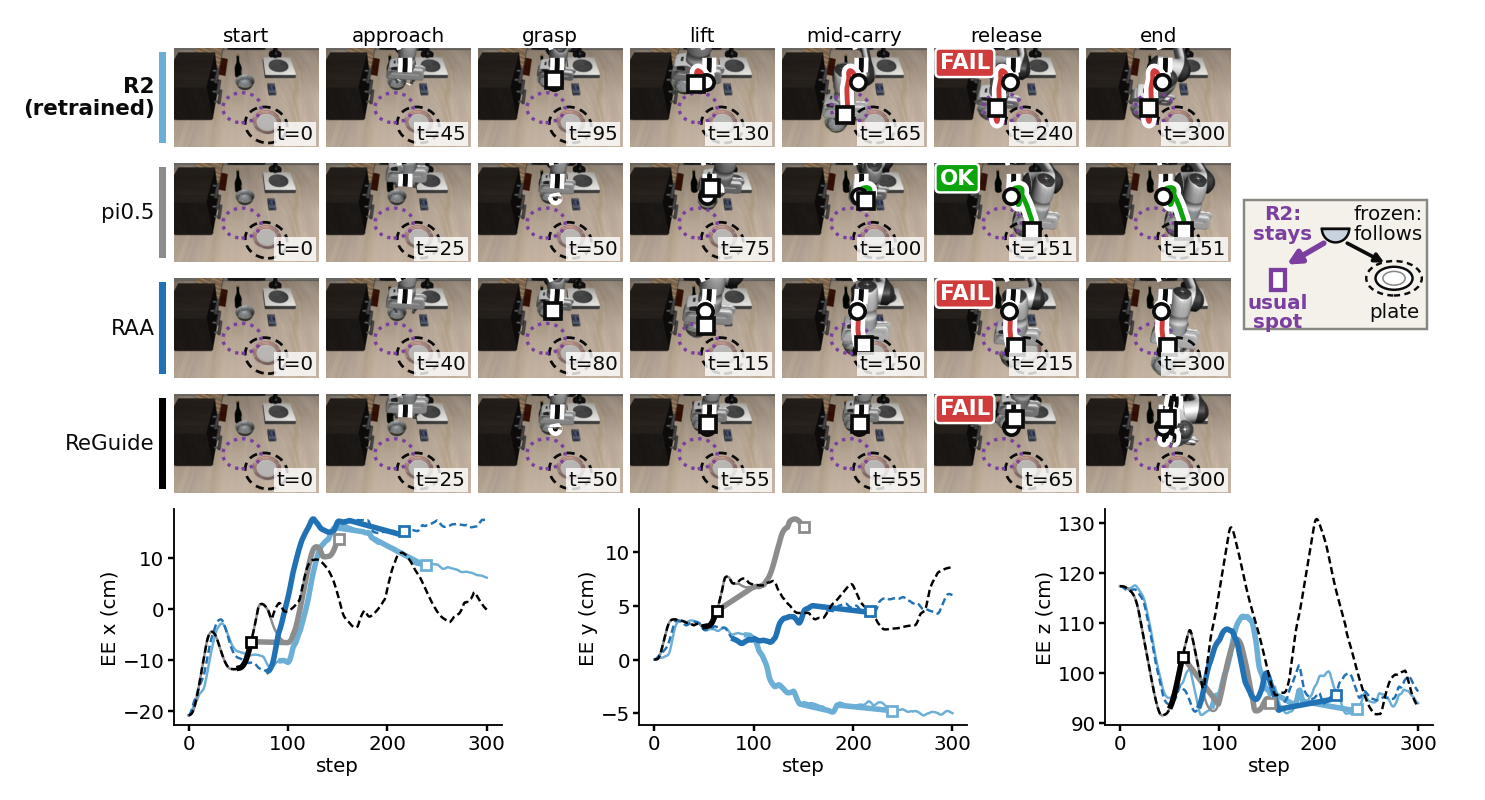 start approach grasp lift mid-carry release end
R2
(retrained)
FAIL
t=0 t=45 t=95 t=130 t=165 t=240 t=300
pi0.5
OK
t=0 t=25 t=50 t=75 t=100 t=151 t=151
R2: frozen:
stays follows
usual
spot
plate
RAA
FAIL
t=0 t=40 t=80 t=115 t=150 t=215 t=300
ReGuide
FAIL
t=0 t=25 t=50 t=55 t=55 t=65 t=300
EE x (cm)
10
0
−10
−20
0 100 200 300
step
EE y (cm)
10
5
0
−5
0 100 200 300
step
EE z (cm)
130
120
110
100
90
0 100 200 300
step